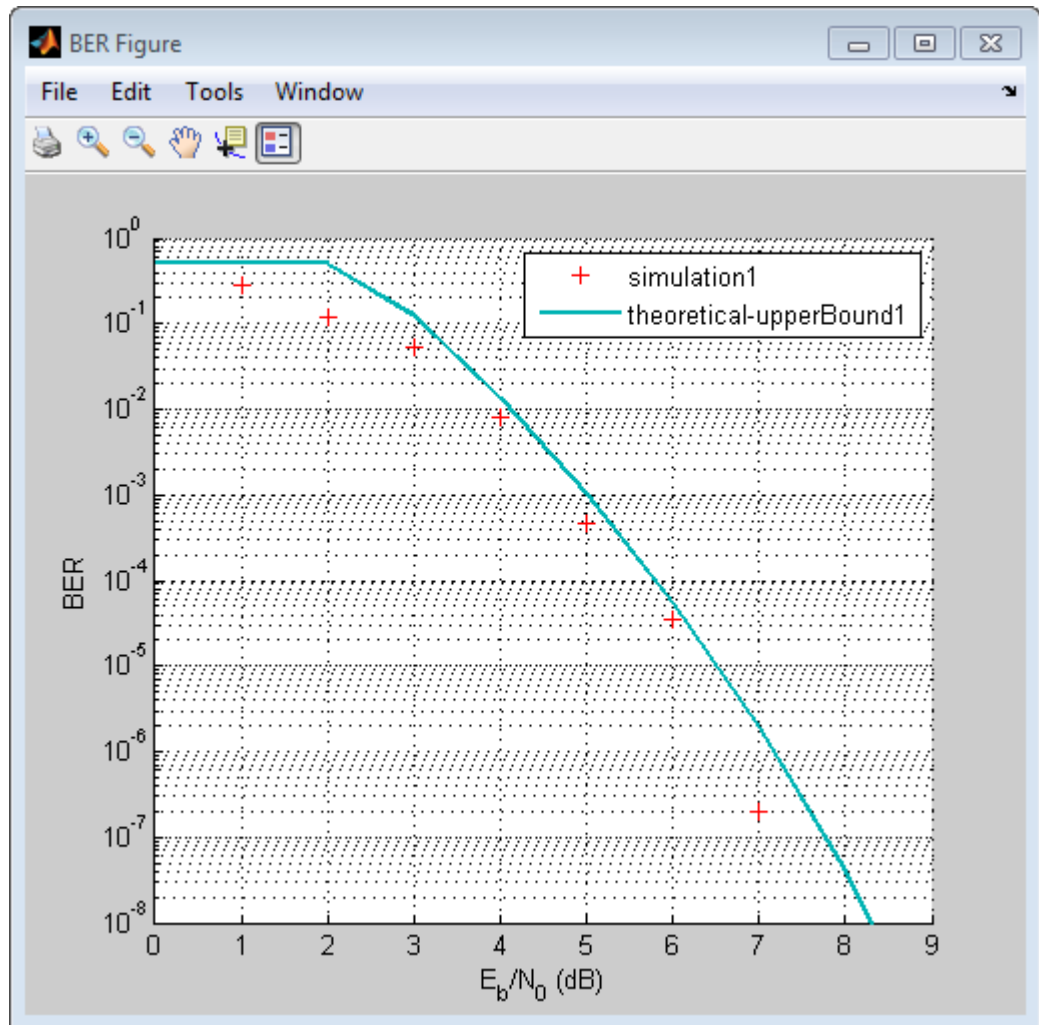 BER Figure
File Edit Tools Window
10^0
10^-1
10^-2
10^-3
10^-4
10^-5
10^-6
10^-7
10^-8
BER
simulation1
theoretical-upperBound1
0 1 2 3 4 5 6 7 8 9
E_b/N_0 (dB)